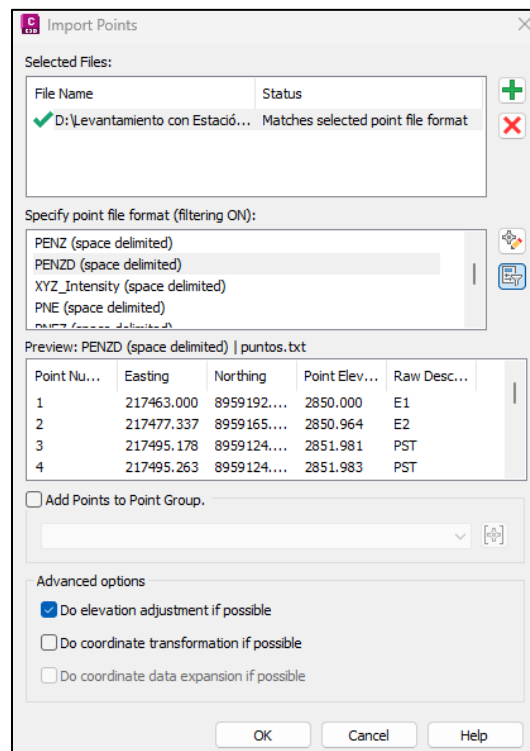 C
C3D
Import Points
Selected Files:
File Name Status
D:\Levantamiento con Estació... Matches selected point file format
Specify point file format (filtering ON):
PENZ (space delimited)
PENZD (space delimited)
XYZ_Intensity (space delimited)
PNE (space delimited)
PNEZ (space delimited)
Preview: PENZD (space delimited) | puntos.txt
Point Nu... Easting Northing Point Elev... Raw Desc...
1 217463.000 8959192.... 2850.000 E1
2 217477.337 8959165.... 2850.964 E2
3 217495.178 8959124.... 2851.981 PST
4 217495.263 8959124.... 2851.983 PST
Add Points to Point Group.
Advanced options
Do elevation adjustment if possible
Do coordinate transformation if possible
Do coordinate data expansion if possible
OK Cancel Help